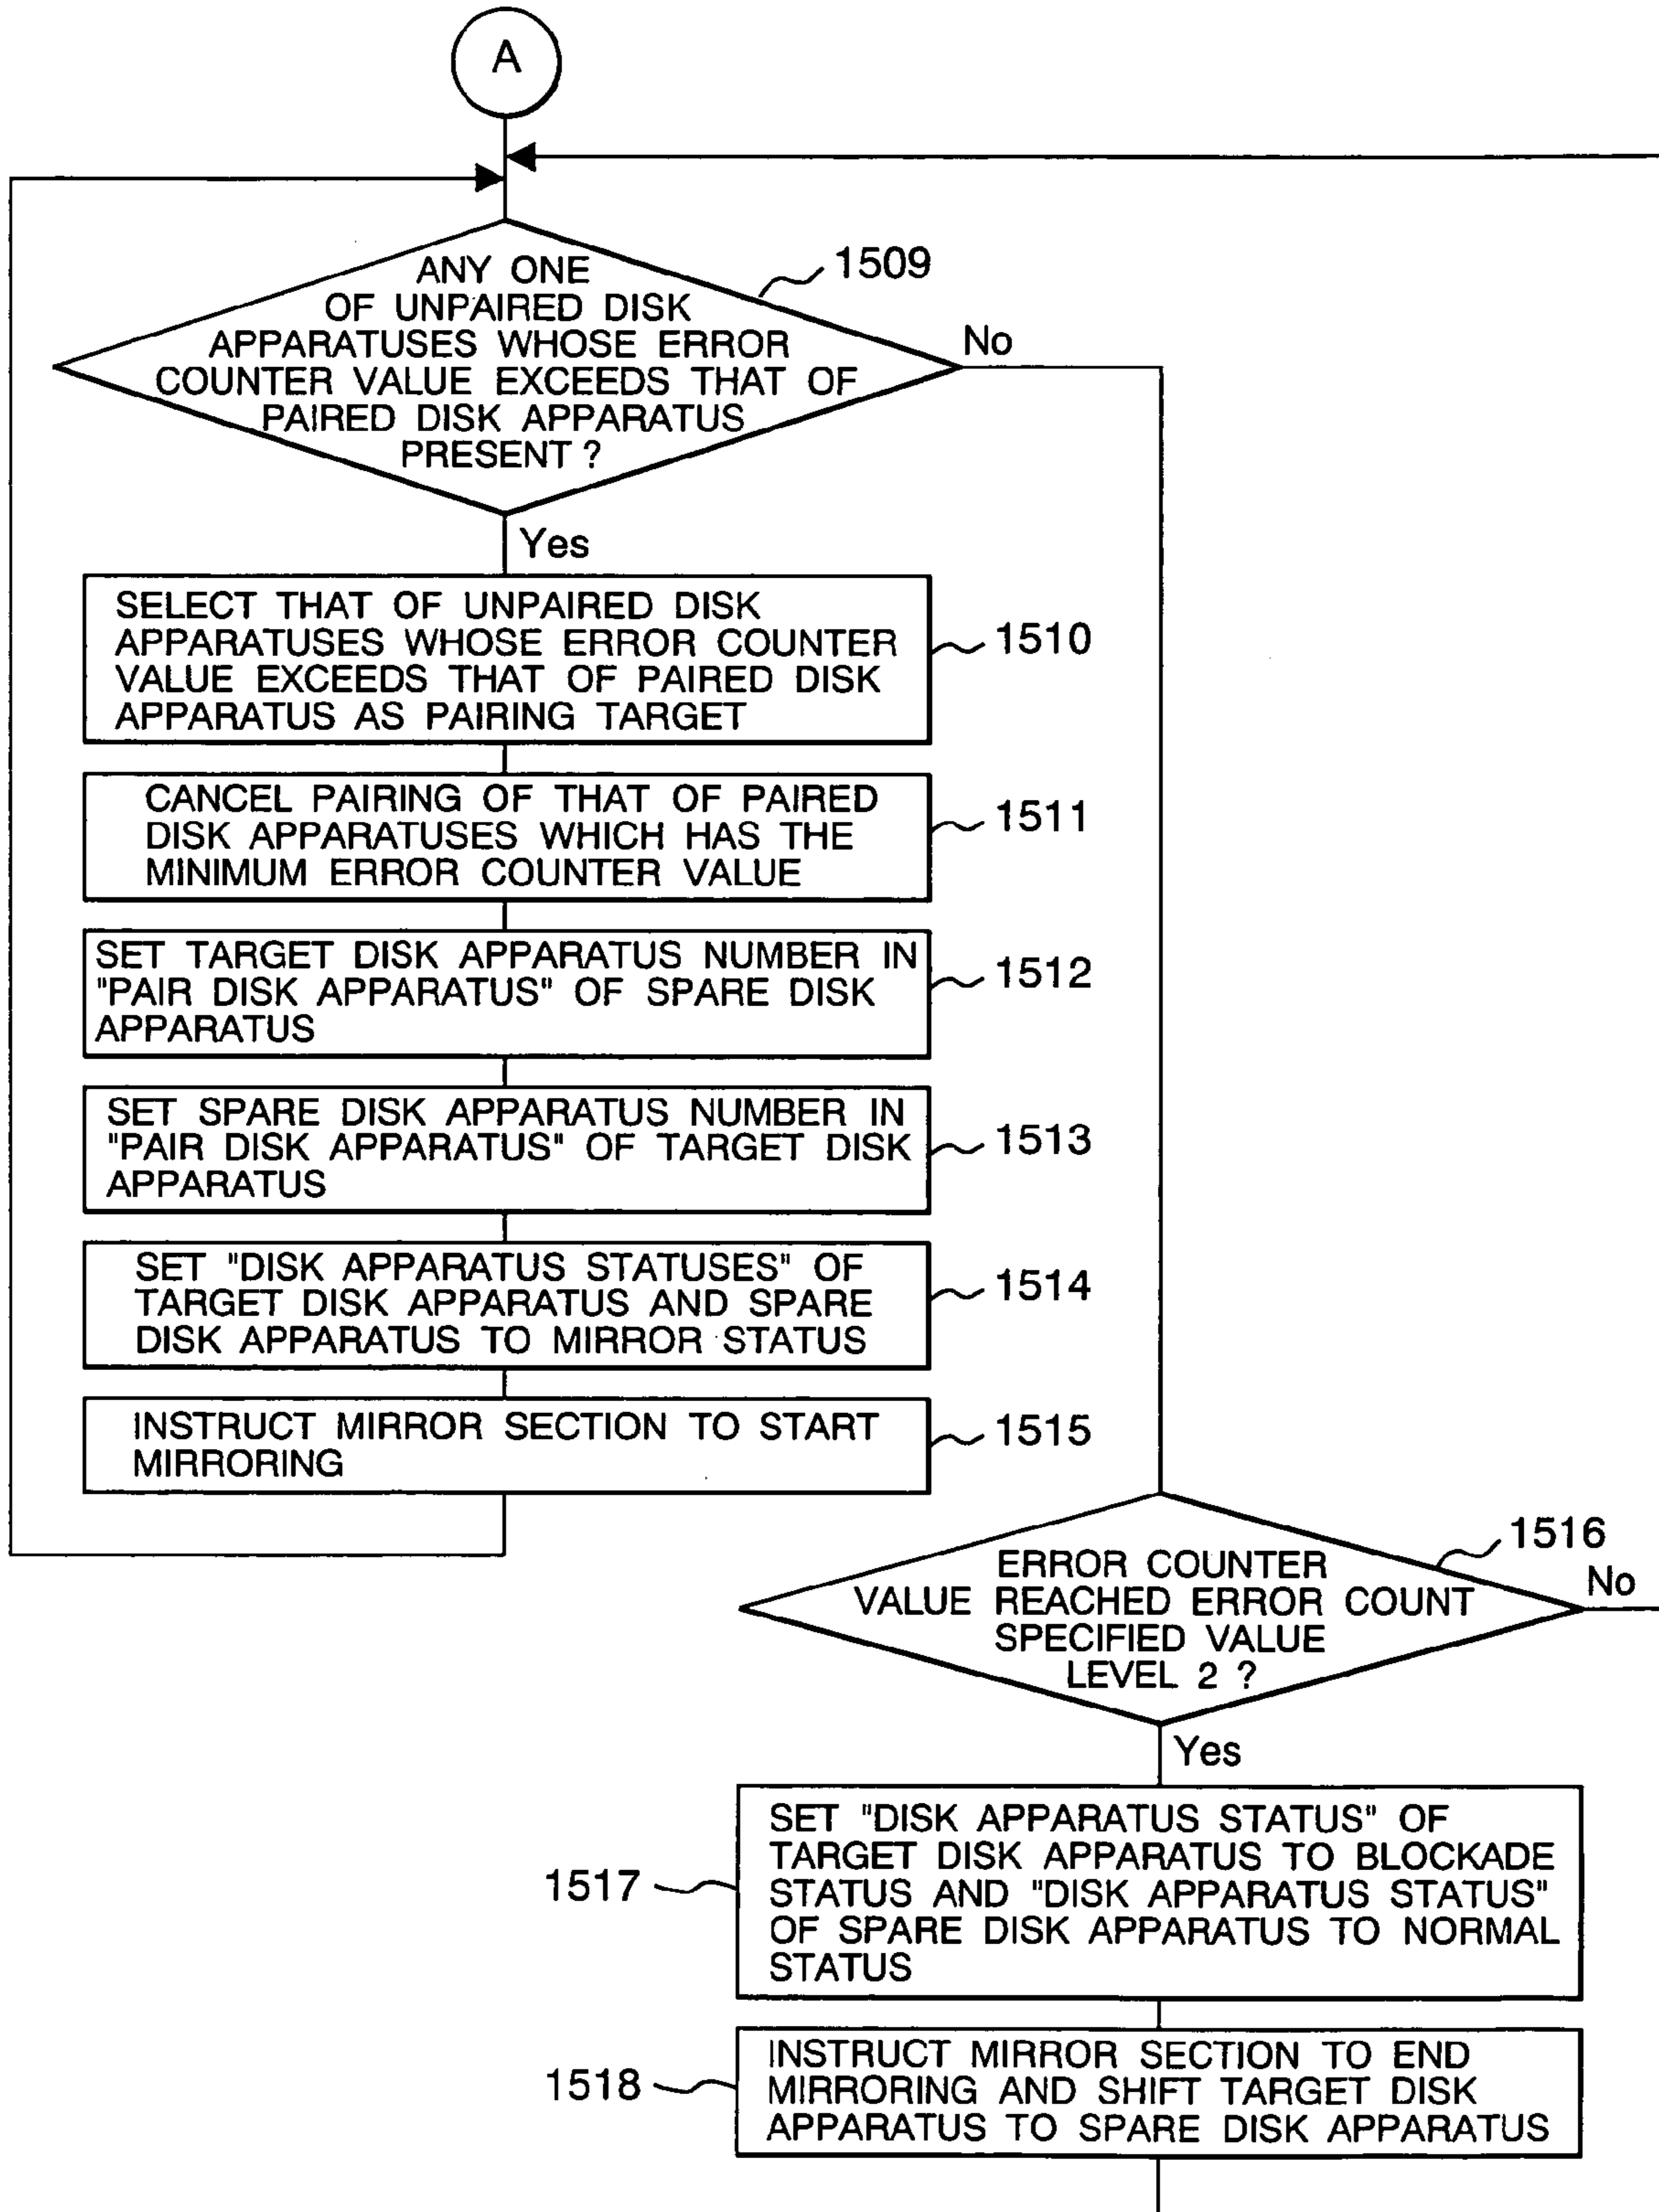 A
ANY ONE
OF UNPAIRED DISK
APPARATUSES WHOSE ERROR
COUNTER VALUE EXCEEDS THAT OF
PAIRED DISK APPARATUS
PRESENT ?
1509
No
Yes
SELECT THAT OF UNPAIRED DISK
APPARATUSES WHOSE ERROR COUNTER
VALUE EXCEEDS THAT OF PAIRED DISK
APPARATUS AS PAIRING TARGET
1510
CANCEL PAIRING OF THAT OF PAIRED
DISK APPARATUSES WHICH HAS THE
MINIMUM ERROR COUNTER VALUE
1511
SET TARGET DISK APPARATUS NUMBER IN
"PAIR DISK APPARATUS" OF SPARE DISK
APPARATUS
1512
SET SPARE DISK APPARATUS NUMBER IN
"PAIR DISK APPARATUS" OF TARGET DISK
APPARATUS
1513
SET "DISK APPARATUS STATUSES" OF
TARGET DISK APPARATUS AND SPARE
DISK APPARATUS TO MIRROR STATUS
1514
INSTRUCT MIRROR SECTION TO START
MIRRORING
1515
ERROR COUNTER
VALUE REACHED ERROR COUNT
SPECIFIED VALUE
LEVEL 2 ?
1516
No
Yes
SET "DISK APPARATUS STATUS" OF
TARGET DISK APPARATUS TO BLOCKADE
STATUS AND "DISK APPARATUS STATUS"
OF SPARE DISK APPARATUS TO NORMAL
STATUS
1517
INSTRUCT MIRROR SECTION TO END
MIRRORING AND SHIFT TARGET DISK
APPARATUS TO SPARE DISK APPARATUS
1518